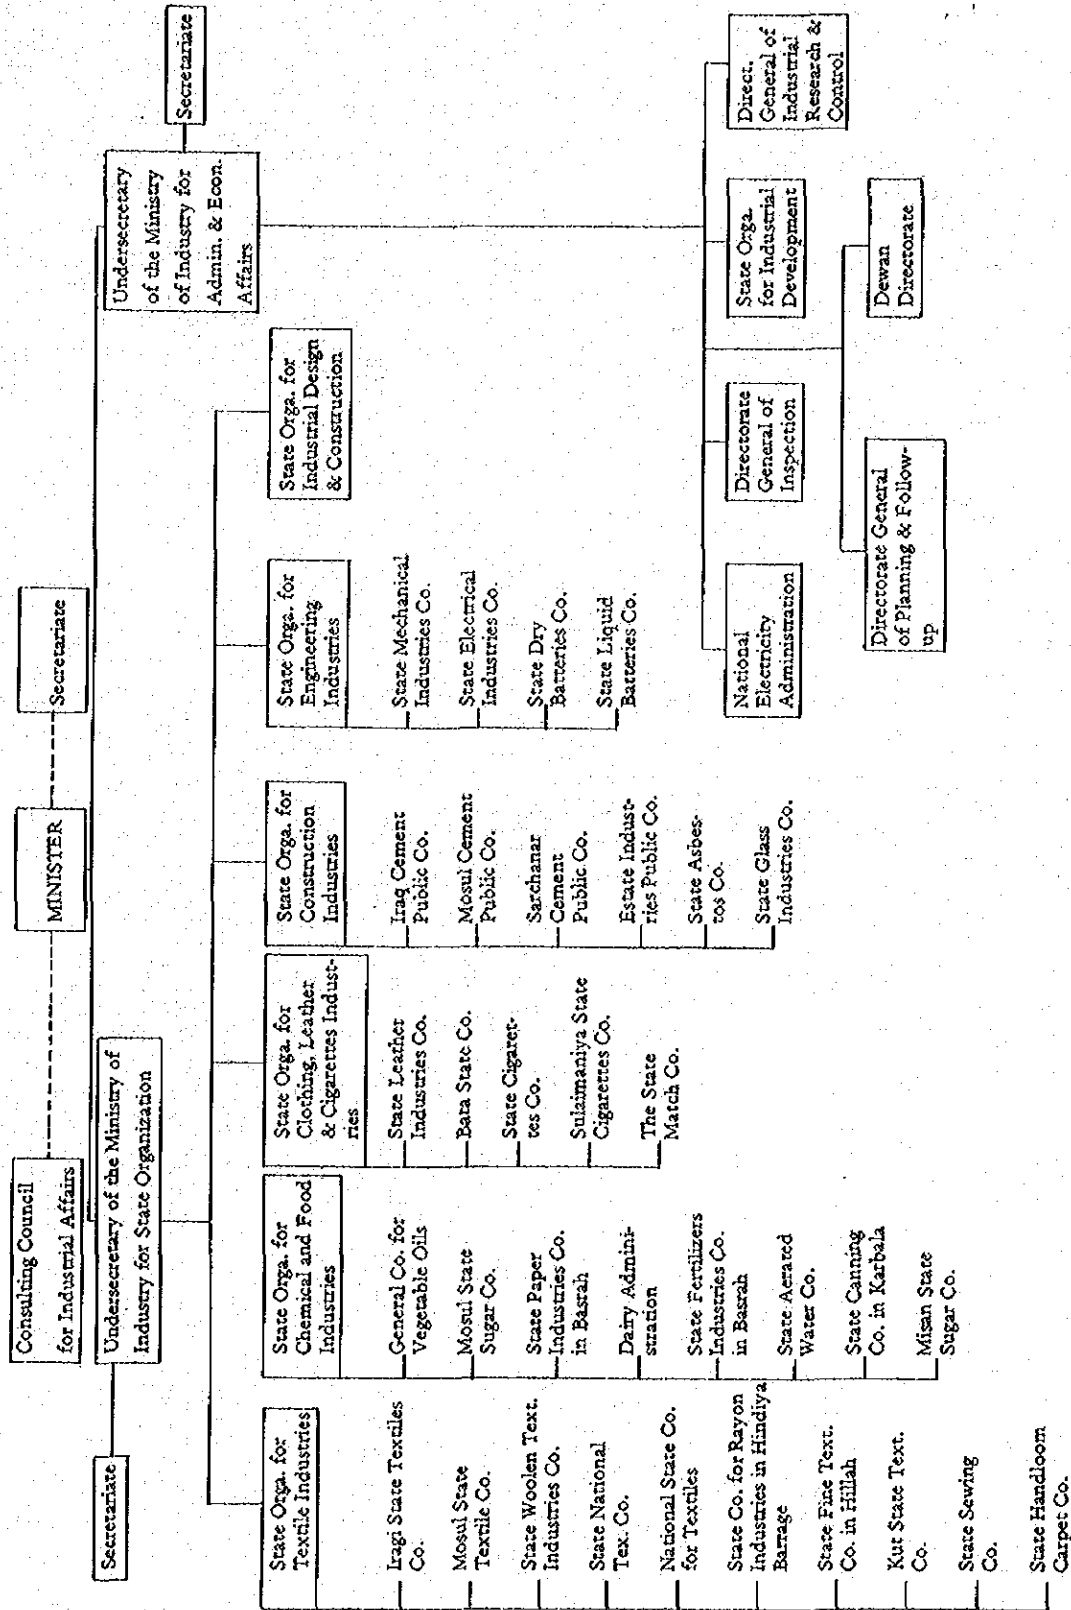 Consulting Council
for Industrial Affairs
MINISTER
Secretariate
Secretariate
Undersecretary of the Ministry of
Industry for State Organization
Undersecretary
of the Ministry
of Industry for
Admin. & Econ.
Affairs
Secretariate
State Orga. for
Textile Industries
Iragi State Textiles
Co.
Mosul State
Textile Co.
State Woolen Text.
Industries Co.
State National
Tex. Co.
National State Co.
for Textiles
State Co. for Rayon
Industries in Hindiya
Barrage
State Fine Text.
Co. in Hillah
Kut State Text.
Co.
State Sewing
Co.
State Handloom
Carpet Co.
State Orga. for
Chemical and Food
Industries
General Co. for
Vegetable Oils
Mosul State
Sugar Co.
State Paper
Industries Co.
in Basrah
Dairy Admini-
stration
State Fertilizers
Industries Co.
in Basrah
State Aerated
Water Co.
State Canning
Co. in Karbala
Misan State
Sugar Co.
State Orga. for
Clothing, Leather
& Cigarettes Indust-
ries
State Leather
Industries Co.
Bata State Co.
State Cigaret-
tes Co.
Sulaimaniya State
Cigarettes Co.
The State
Match Co.
State Orga. for
Construction
Industries
Iraq Cement
Public Co.
Mosul Cement
Public Co.
Sarchanar
Cement
Public Co.
Estate Indust-
ries Public Co.
State Asbes-
tos Co.
State Glass
Industries Co.
State Orga. for
Engineering
Industries
State Mechanical
Industries Co.
State Electrical
Industries Co.
State Dry
Batteries Co.
State Liquid
Batteries Co.
State Orga. for
Industrial Design
& Construction
National
Electricity
Administration
Directorate
General of
Inspection
State Orga.
for Industrial
Development
Direct.
General of
Industrial
Research &
Control
Directorate General
of Planning & Follow-
up
Dewan
Directorate